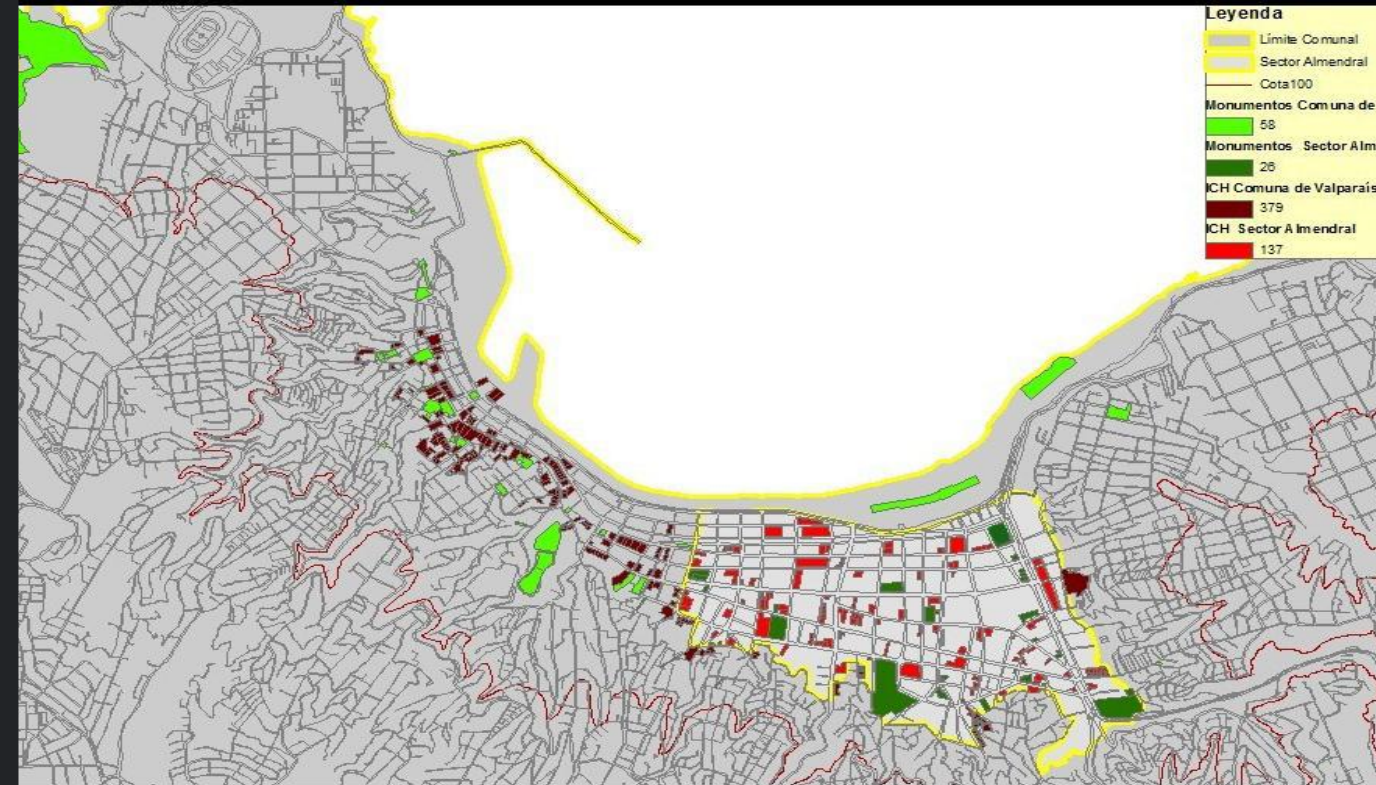 Leyenda
Límite Comunal
Sector Almendral
Cota100
Monumentos Comuna de
58
Monumentos Sector Alm
26
ICH Comuna de Valparaís
379
ICH Sector Almendral
137